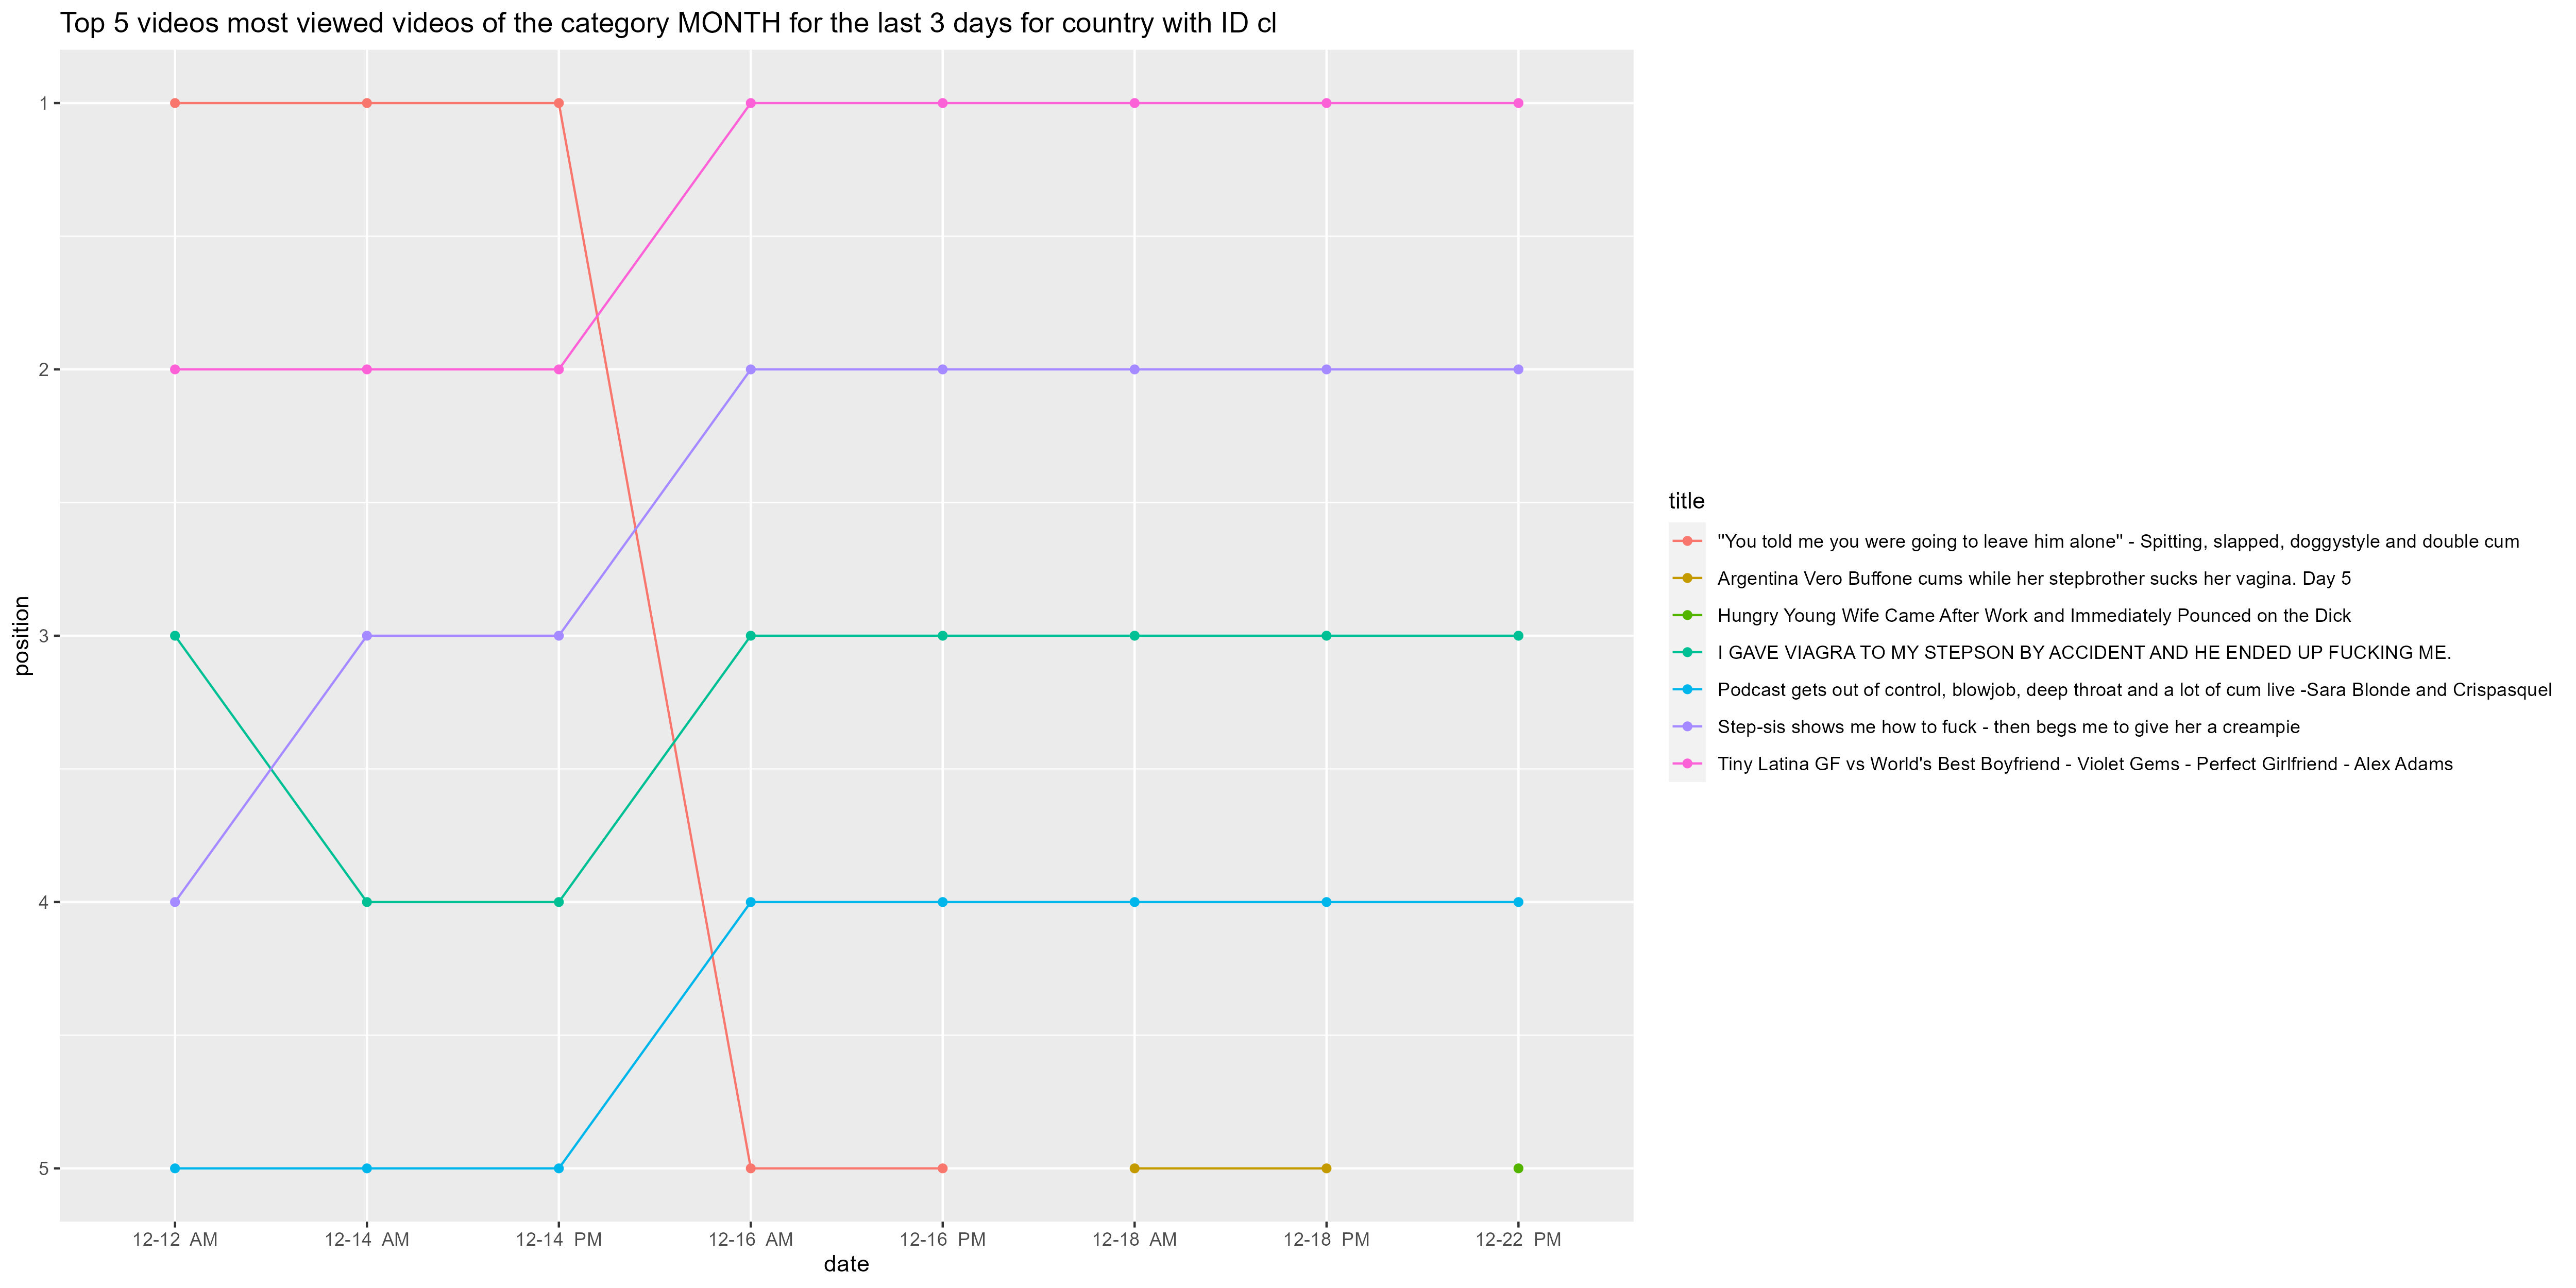 Top 5 videos most viewed videos of the category MONTH for the last 3 days for country with ID cl
position
1
2
3
4
5
12-12 AM
12-14 AM
12-14 PM
12-16 AM
12-16 PM
12-18 AM
12-18 PM
12-22 PM
date
title
"You told me you were going to leave him alone" - Spitting, slapped, doggystyle and double cum
Argentina Vero Buffone cums while her stepbrother sucks her vagina. Day 5
Hungry Young Wife Came After Work and Immediately Pounced on the Dick
I GAVE VIAGRA TO MY STEPSON BY ACCIDENT AND HE ENDED UP FUCKING ME.
Podcast gets out of control, blowjob, deep throat and a lot of cum live -Sara Blonde and Crispasquel
Step-sis shows me how to fuck - then begs me to give her a creampie
Tiny Latina GF vs World's Best Boyfriend - Violet Gems - Perfect Girlfriend - Alex Adams